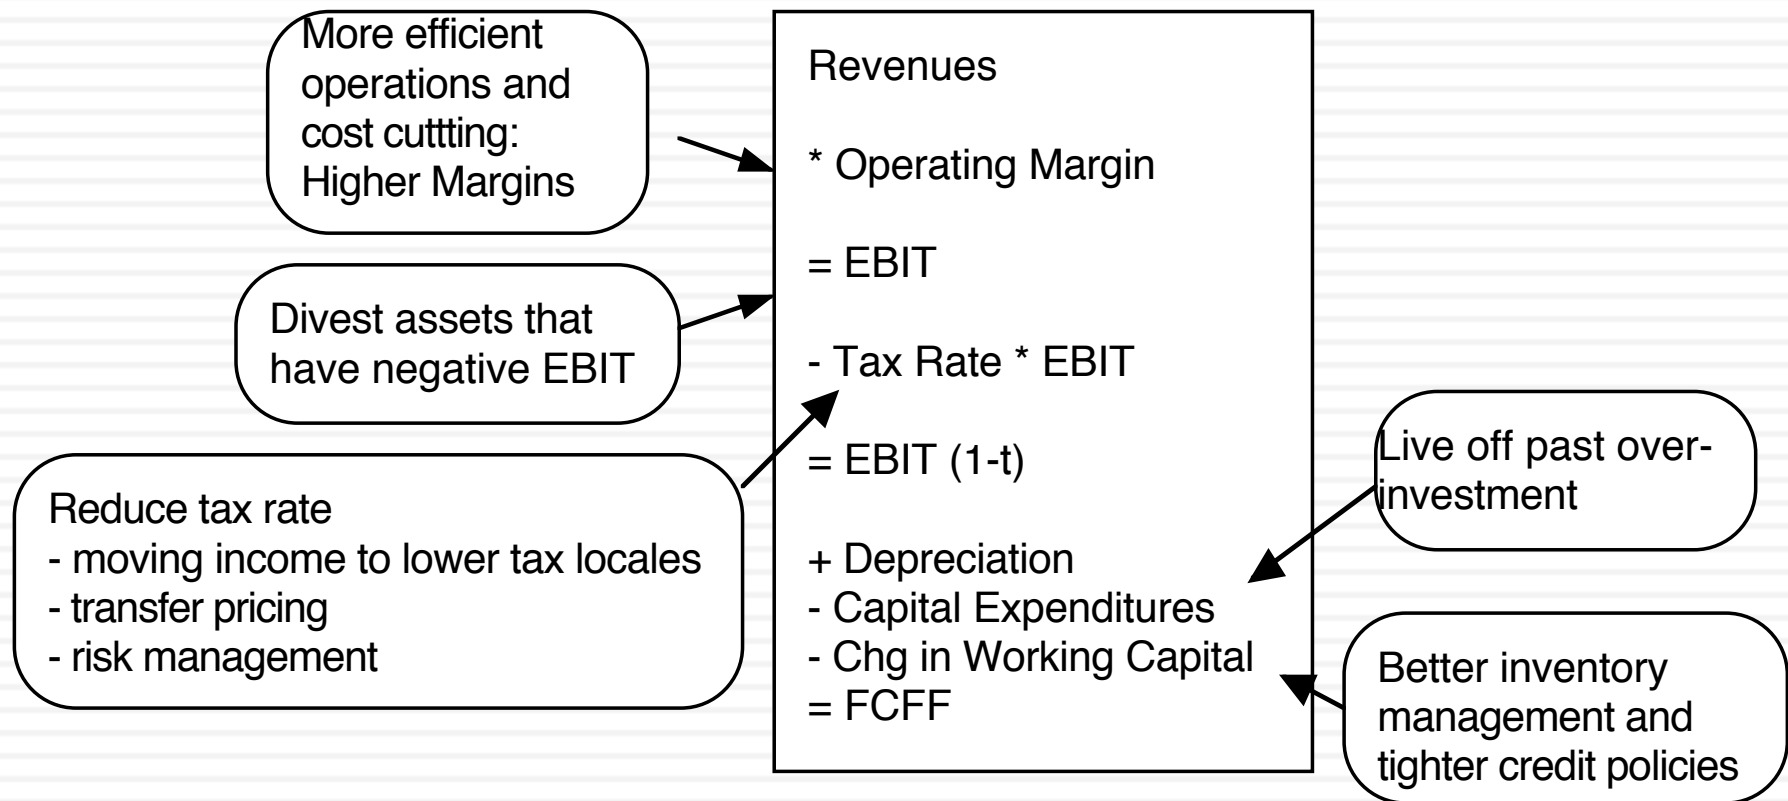 More efficient
operations and
cost cuttting:
Higher Margins
Divest assets that
have negative EBIT
Reduce tax rate
- moving income to lower tax locales
- transfer pricing
- risk management
Revenues
* Operating Margin
= EBIT
- Tax Rate * EBIT
= EBIT (1-t)
+ Depreciation
- Capital Expenditures
- Chg in Working Capital
= FCFF
Live off past over-
investment
Better inventory
management and
tighter credit policies